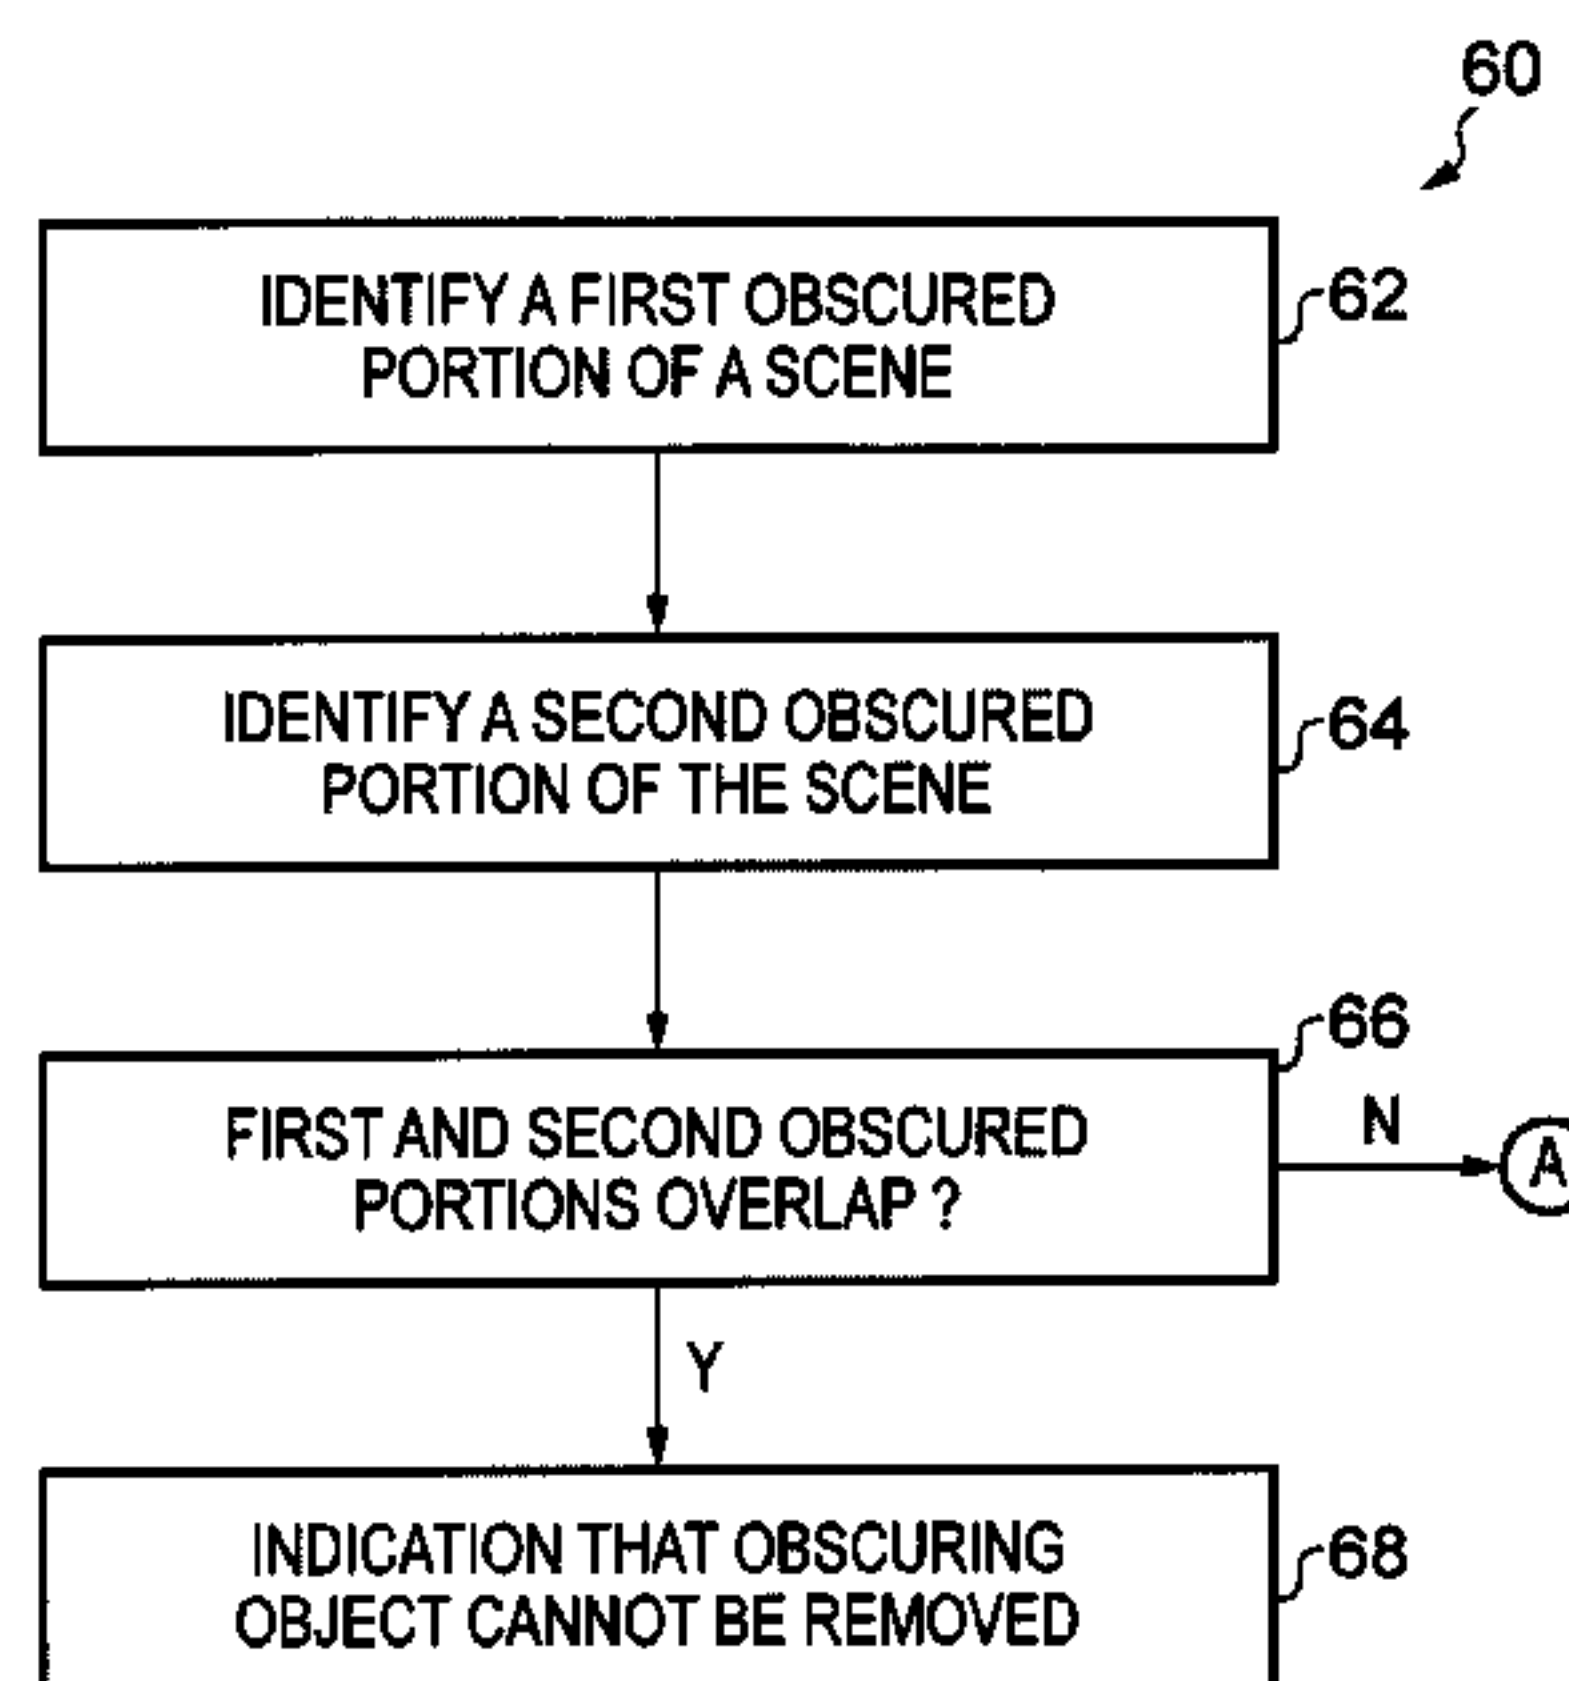 60
IDENTIFY A FIRST OBSCURED
PORTION OF A SCENE
62
IDENTIFY A SECOND OBSCURED
PORTION OF THE SCENE
64
FIRST AND SECOND OBSCURED
PORTIONS OVERLAP ?
66
N
A
Y
INDICATION THAT OBSCURING
OBJECT CANNOT BE REMOVED
68